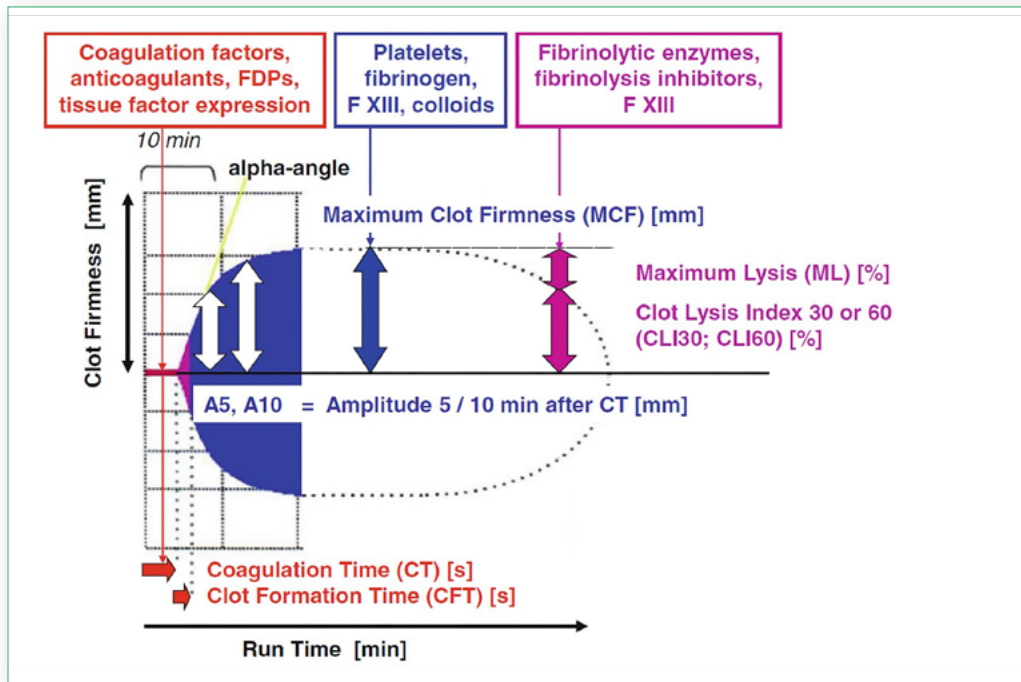 Coagulation factors,
anticoagulants, FDPs,
tissue factor expression
Platelets,
fibrinogen,
F XIII, colloids
Fibrinolytic enzymes,
fibrinolysis inhibitors,
F XIII
10 min
alpha-angle
Clot Firmness [mm]
Maximum Clot Firmness (MCF) [mm]
Maximum Lysis (ML) [%]
Clot Lysis Index 30 or 60
(CLI30; CLI60) [%]
A5, A10 = Amplitude 5 / 10 min after CT [mm]
Coagulation Time (CT) [s]
Clot Formation Time (CFT) [s]
Run Time [min]